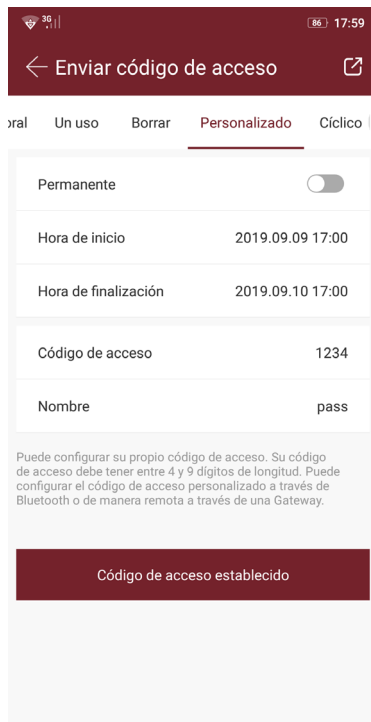 3G 86 17:59
Enviar código de acceso
oral Un uso Borrar Personalizado Cíclico
Permanente
Hora de inicio 2019.09.09 17:00
Hora de finalización 2019.09.10 17:00
Código de acceso 1234
Nombre pass
Puede configurar su propio código de acceso. Su código
de acceso debe tener entre 4 y 9 dígitos de longitud. Puede
configurar el código de acceso personalizado a través de
Bluetooth o de manera remota a través de una Gateway.
Código de acceso establecido